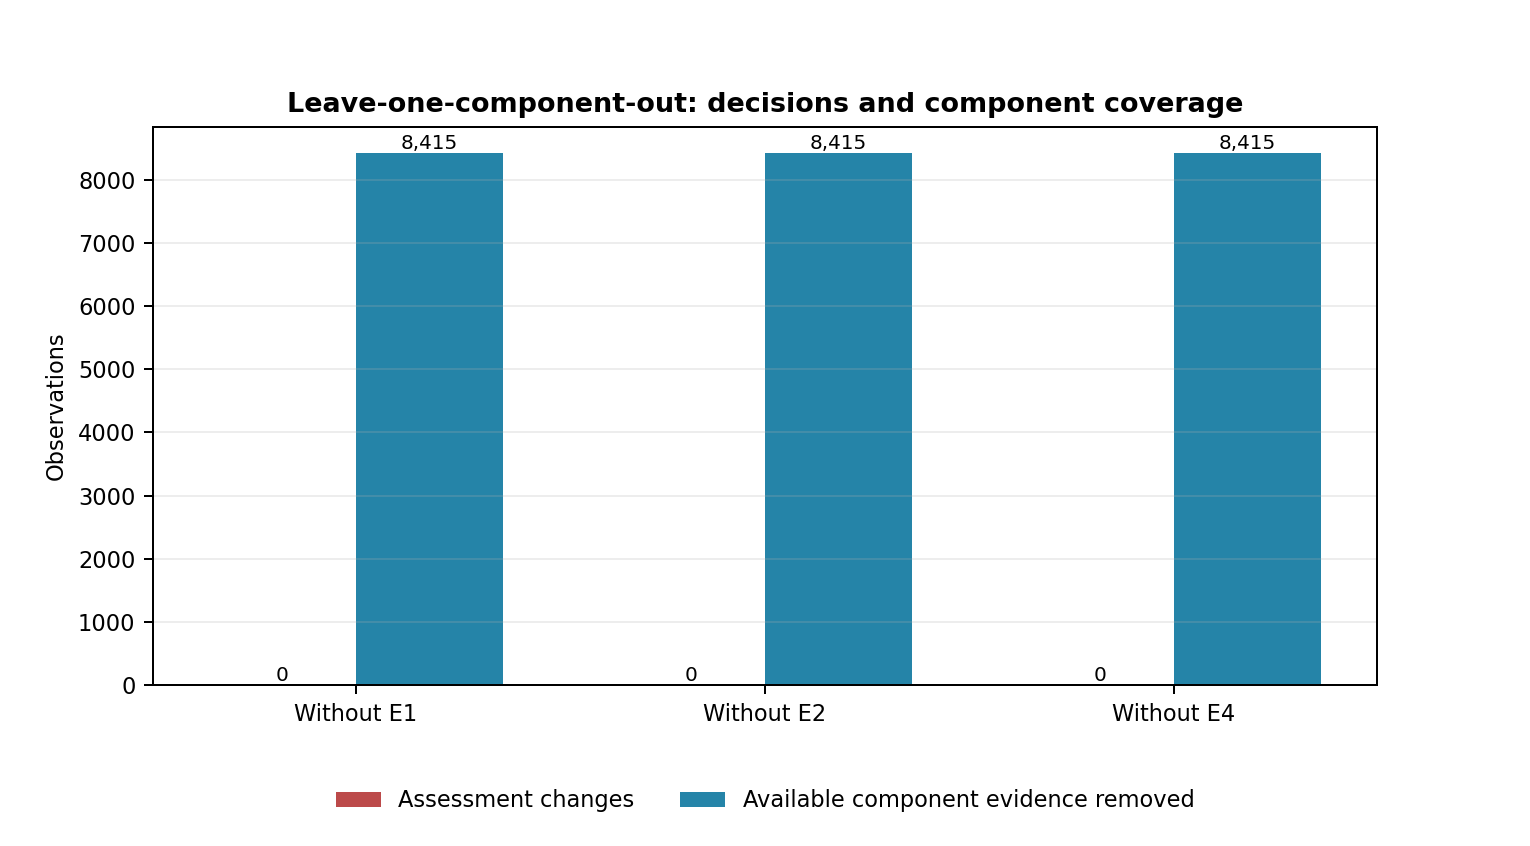 Leave-one-component-out: decisions and component coverage
8,415 8,415 8,415
8000
7000
6000
5000
4000
3000
2000
1000
0
0 0 0
Observations
Without E1 Without E2 Without E4
Assessment changes Available component evidence removed